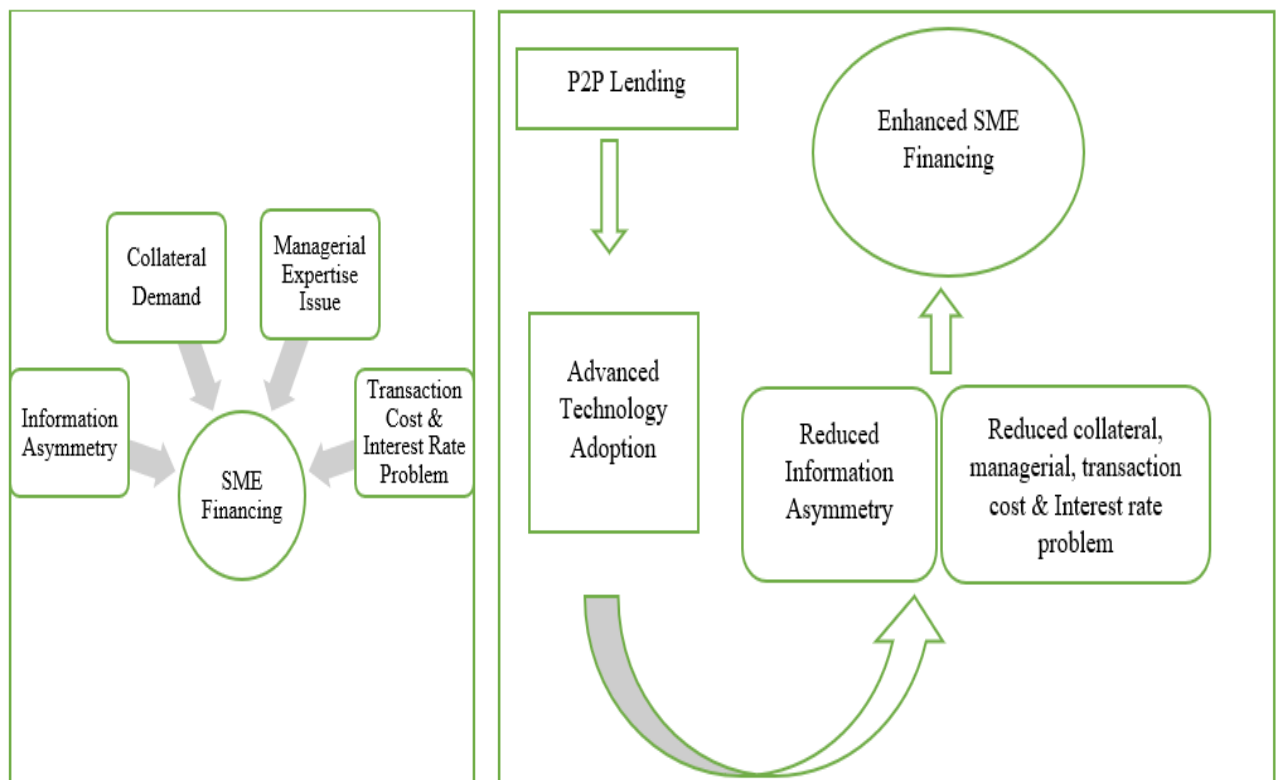 Collateral
Demand
Managerial
Expertise
Issue
Information
Asymmetry
Transaction
Cost &
Interest Rate
Problem
SME
Financing
P2P Lending
Advanced
Technology
Adoption
Reduced
Information
Asymmetry
Reduced collateral,
managerial, transaction
cost & Interest rate
problem
Enhanced SME
Financing